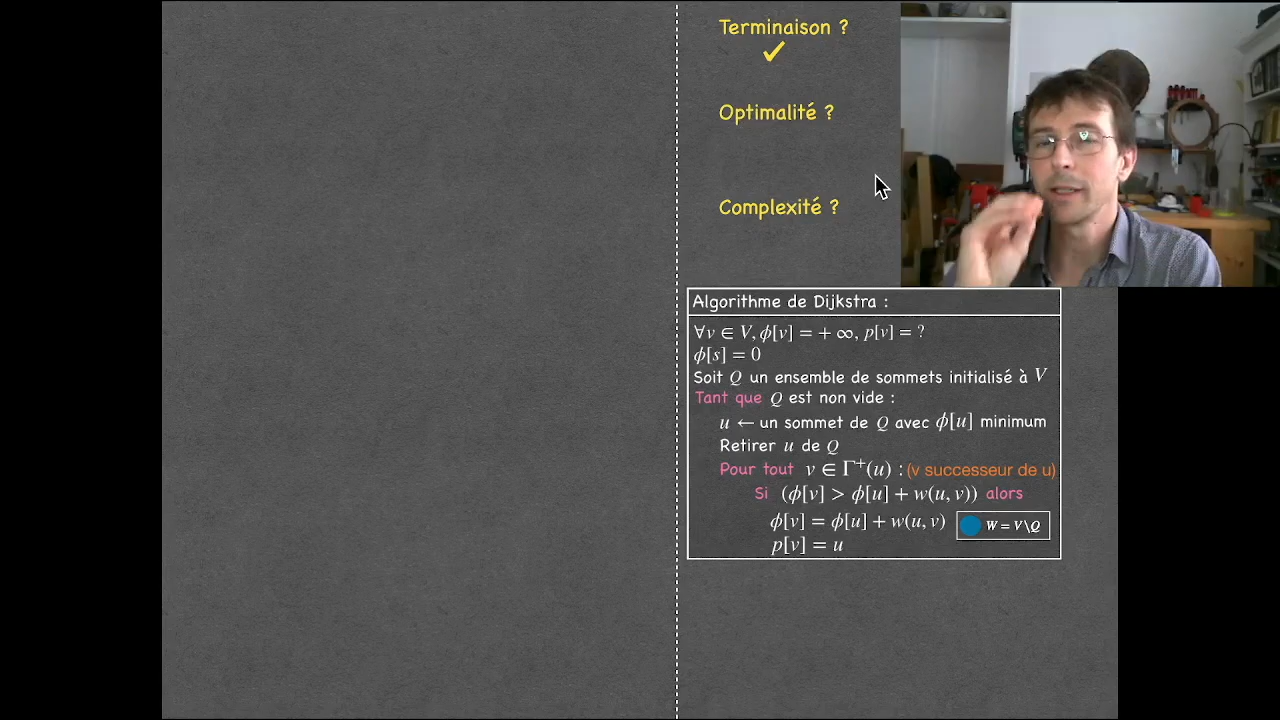 Terminaison ?
✓
Optimalité ?
Complexité ?
Algorithme de Dijkstra :
∀v ∈ V, ϕ[v] = + ∞, p[v] = ?
ϕ[s] = 0
Soit Q un ensemble de sommets initialisé à V
Tant que Q est non vide :
u ← un sommet de Q avec ϕ[u] minimum
Retirer u de Q
Pour tout v ∈ Γ⁺(u) : (v successeur de u)
Si (ϕ[v] > ϕ[u] + w(u, v)) alors
ϕ[v] = ϕ[u] + w(u, v)
W = V\Q
p[v] = u